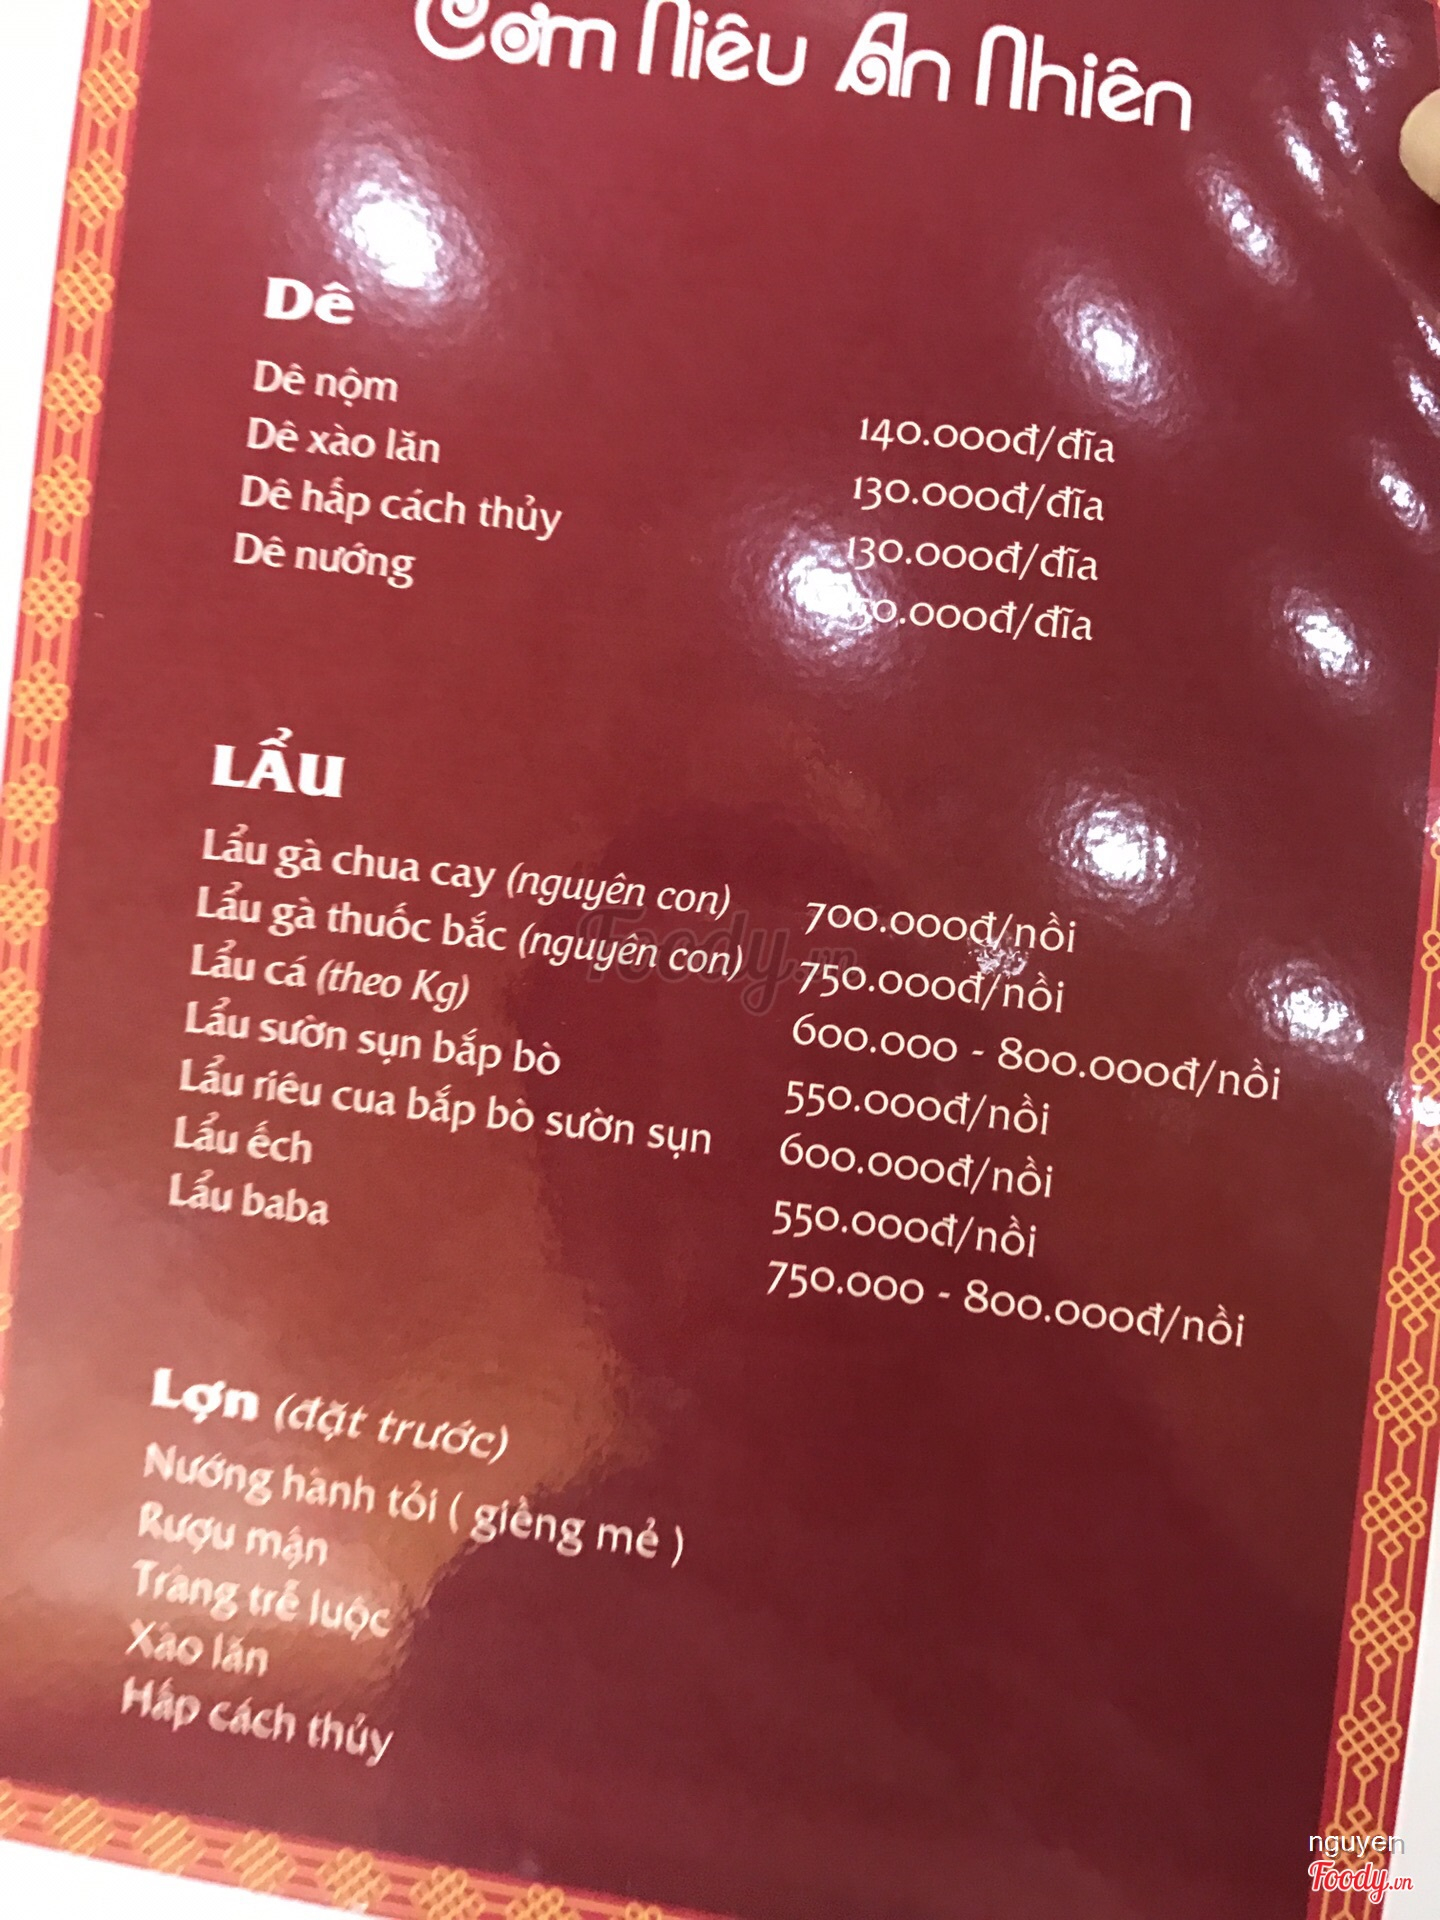 Cơm Niêu An Nhiên
Dê
Dê nộm 140.000đ/đĩa
Dê xào lăn 130.000đ/đĩa
Dê hấp cách thủy 130.000đ/đĩa
Dê nướng 50.000đ/đĩa
LẨU
Lẩu gà chua cay (nguyên con) 700.000đ/nồi
Lẩu gà thuốc bắc (nguyên con) 750.000đ/nồi
Lẩu cá (theo Kg) 600.000 - 800.000đ/nồi
Lẩu sườn sụn bắp bò 550.000đ/nồi
Lẩu riêu cua bắp bò sườn sụn 600.000đ/nồi
Lẩu ếch 550.000đ/nồi
Lẩu baba 750.000 - 800.000đ/nồi
Lợn (đặt trước)
Nướng hành tỏi ( giềng mẻ )
Rượu mận
Tràng trễ luộc
Xào lăn
Hấp cách thủy
Foody.vn
nguyen
Foody.vn